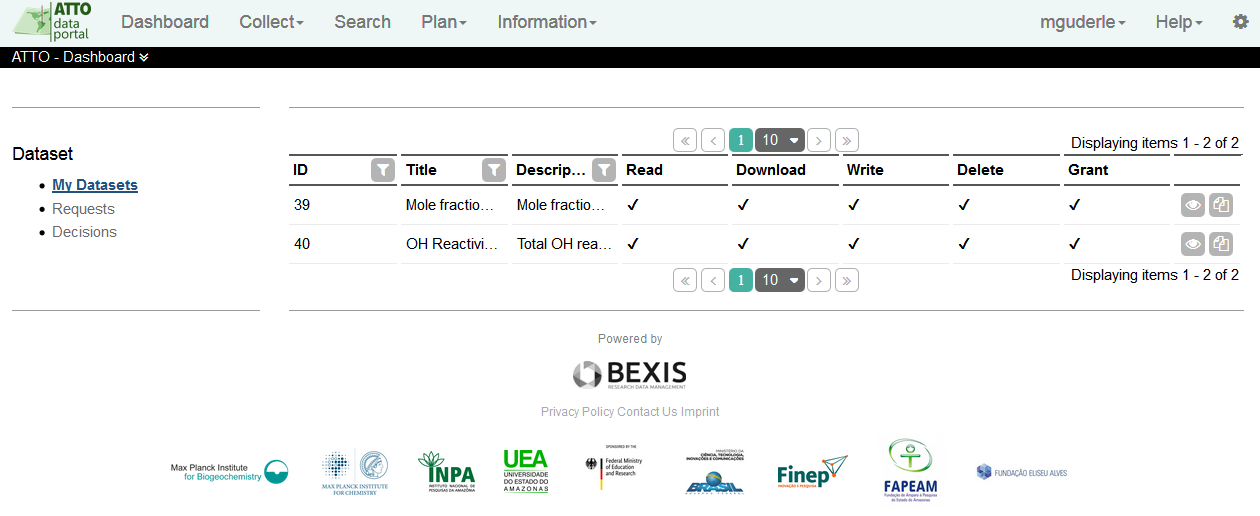 ATTO
data
portal
Dashboard Collect Search Plan Information mguderle Help
ATTO - Dashboard
Dataset
My Datasets
Requests
Decisions
1 10
Displaying items 1 - 2 of 2
ID Title Descrip... Read Download Write Delete Grant
39 Mole fractio... Mole fractio...
40 OH Reactivi... Total OH rea...
1 10
Displaying items 1 - 2 of 2
Powered by
BEXIS
RESEARCH DATA MANAGEMENT
Privacy Policy Contact Us Imprint
Max Planck Institute
for Biogeochemistry
MAX PLANCK INSTITUTE
FOR CHEMISTRY
INPA
INSTITUTO NACIONAL DE
PESQUISAS DA AMAZÔNIA
UEA
UNIVERSIDADE
DO ESTADO DO
AMAZONAS
SPONSORED BY THE
Federal Ministry
of Education
and Research
MINISTÉRIO DA
CIÊNCIA, TECNOLOGIA,
INOVAÇÕES E COMUNICAÇÕES
BRASIL
GOVERNO FEDERAL
Finep
INOVAÇÃO E PESQUISA
FAPEAM
Fundação de Amparo à Pesquisa
do Estado do Amazonas
FUNDAÇÃO ELISEU ALVES